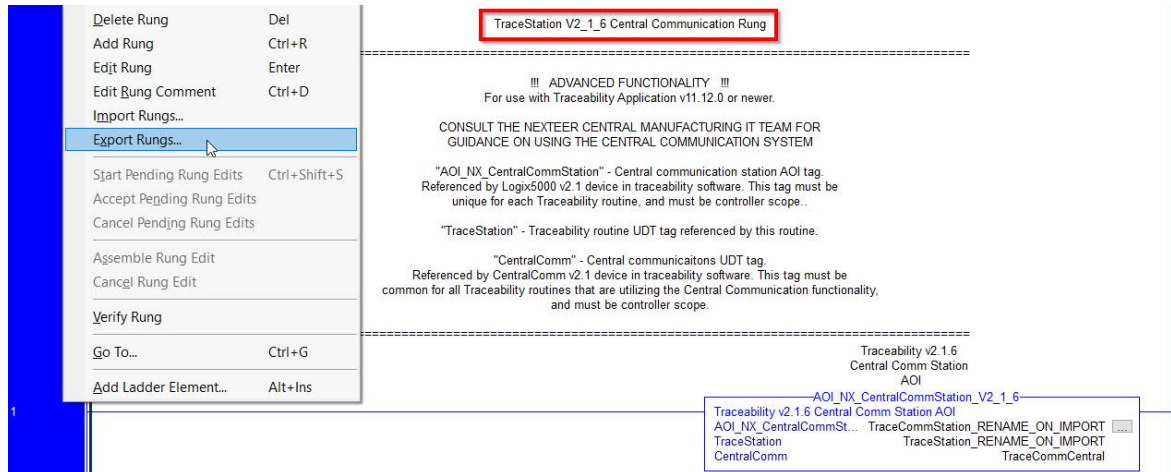 Delete Rung Del
Add Rung Ctrl+R
Edit Rung Enter
Edit Rung Comment Ctrl+D
Import Rungs...
Export Rungs...
Start Pending Rung Edits Ctrl+Shift+S
Accept Pending Rung Edits
Cancel Pending Rung Edits
Assemble Rung Edit
Cancel Rung Edit
Verify Rung
Go To... Ctrl+G
Add Ladder Element... Alt+Ins
TraceStation V2_1_6 Central Communication Rung
!!! ADVANCED FUNCTIONALITY !!!
For use with Traceability Application v11.12.0 or newer.
CONSULT THE NEXTEER CENTRAL MANUFACTURING IT TEAM FOR
GUIDANCE ON USING THE CENTRAL COMMUNICATION SYSTEM
"AOI_NX_CentralCommStation" - Central communication station AOI tag.
Referenced by Logix5000 v2.1 device in traceability software. This tag must be
unique for each Traceability routine, and must be controller scope..
"TraceStation" - Traceability routine UDT tag referenced by this routine.
"CentralComm" - Central communicaitons UDT tag.
Referenced by CentralComm v2.1 device in traceability software. This tag must be
common for all Traceability routines that are utilizing the Central Communication functionality,
and must be controller scope.
Traceability v2.1.6
Central Comm Station
AOI
AOI_NX_CentralCommStation_V2_1_6
Traceability v2.1.6 Central Comm Station AOI
AOI_NX_CentralCommSt... TraceCommStation_RENAME_ON_IMPORT ...
TraceStation TraceStation_RENAME_ON_IMPORT
CentralComm TraceCommCentral
1